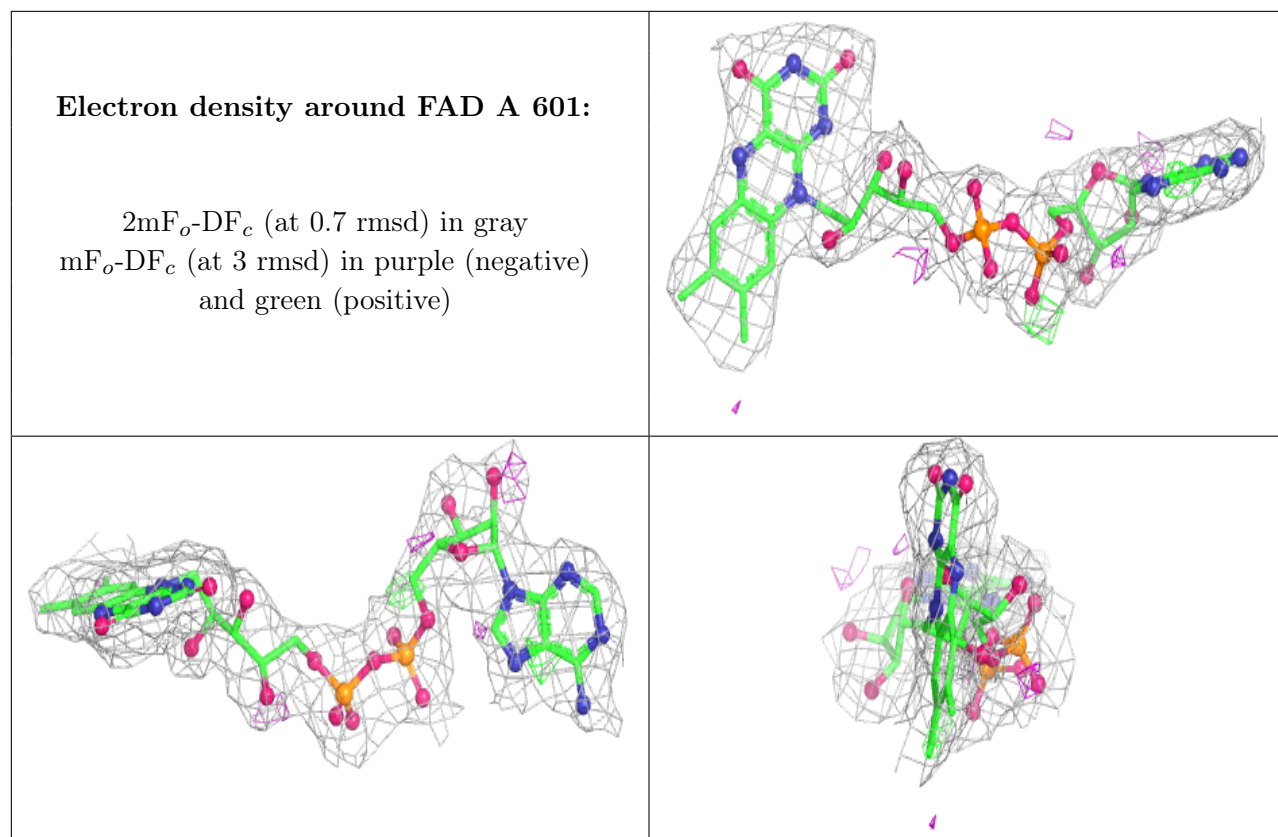 Electron density around FAD A 601:
2mFo-DFc (at 0.7 rmsd) in gray
mFo-DFc (at 3 rmsd) in purple (negative)
and green (positive)